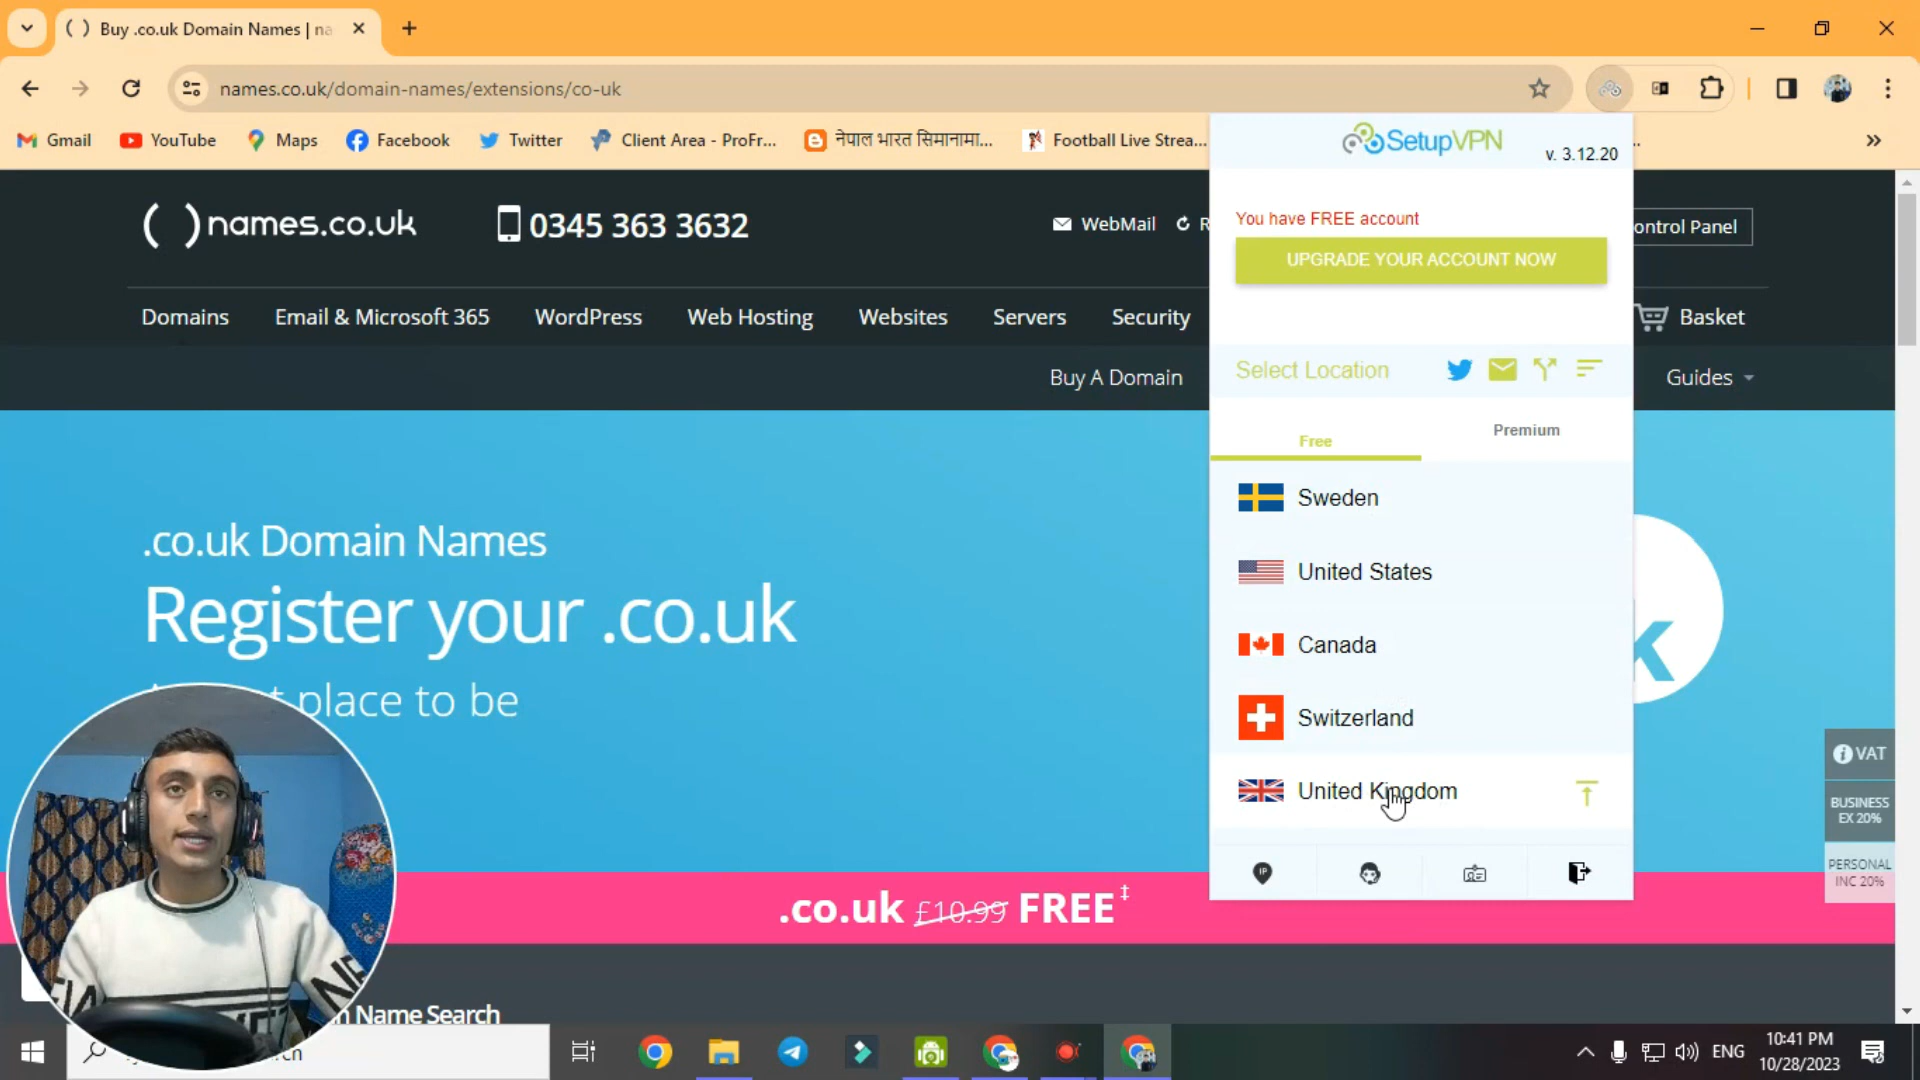 Buy .co.uk Domain Names | na
names.co.uk/domain-names/extensions/co-uk
Gmail
YouTube
Maps
Facebook
Twitter
Client Area - ProFr...
नेपाल भारत सिमानामा...
Football Live Strea...
»
SetupVPN
v. 3.12.20
You have FREE account
UPGRADE YOUR ACCOUNT NOW
Select Location
Free
Premium
Sweden
United States
Canada
Switzerland
United Kingdom
IP
( ) names.co.uk
0345 363 3632
WebMail
R
ontrol Panel
Domains
Email & Microsoft 365
WordPress
Web Hosting
Websites
Servers
Security
Basket
Buy A Domain
Guides
.co.uk Domain Names
Register your .co.uk
place to be
k
VAT
BUSINESS
EX 20%
PERSONAL
INC 20%
.co.uk £10.99 FREE‡
n Name Search
ENG
10:41 PM
10/28/2023